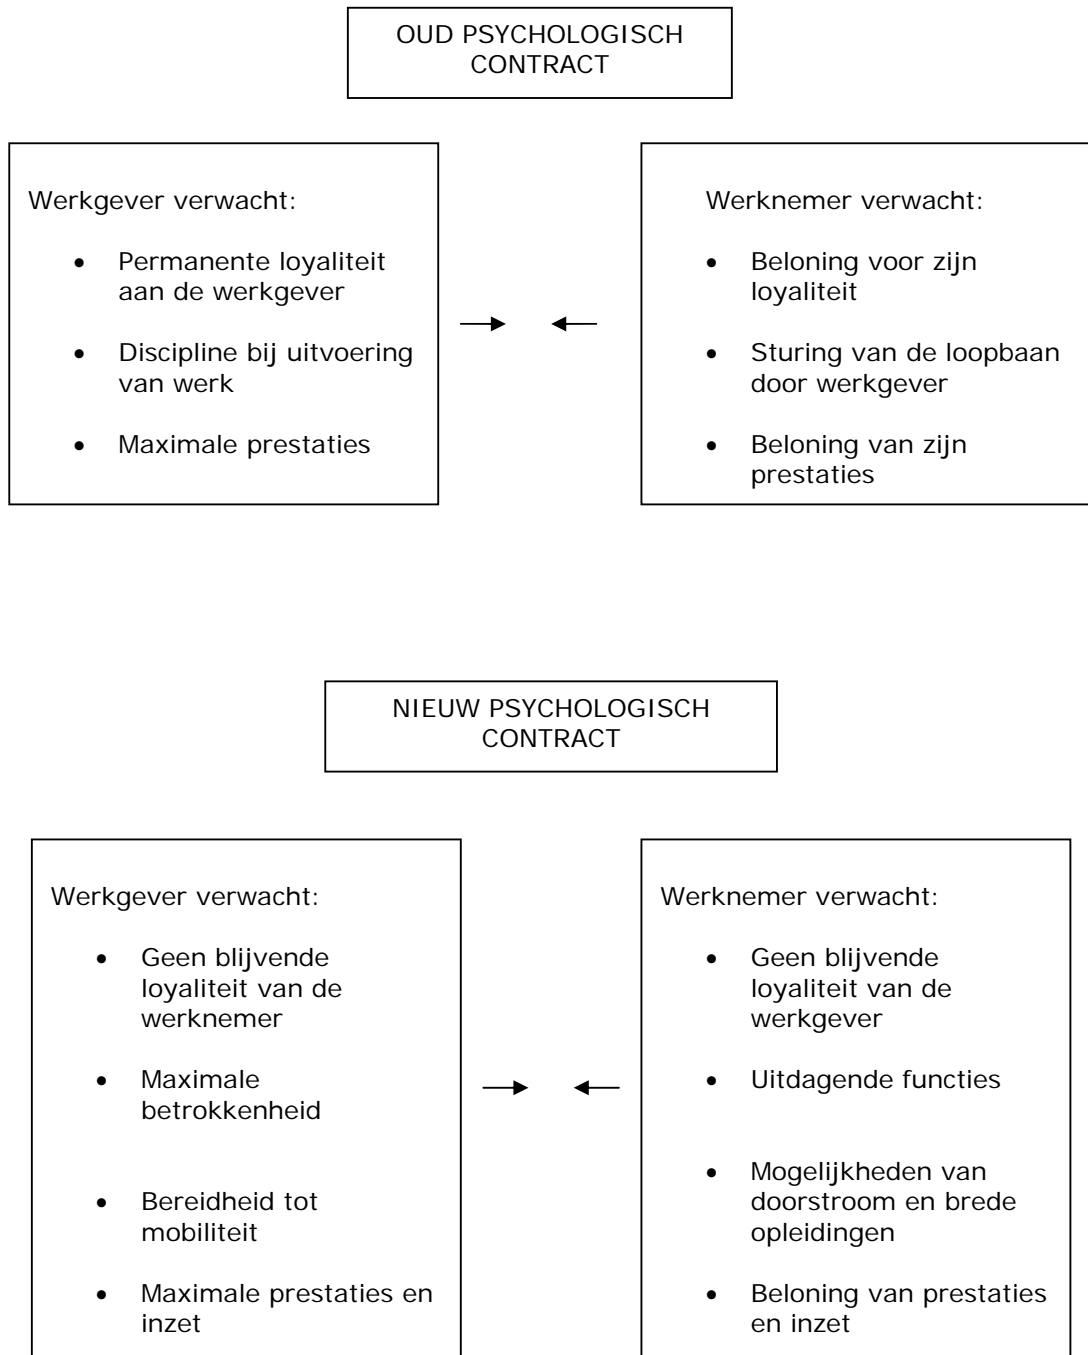 OUD PSYCHOLOGISCH
CONTRACT
Werkgever verwacht:
• Permanente loyaliteit
aan de werkgever
• Discipline bij uitvoering
van werk
• Maximale prestaties
Werknemer verwacht:
• Beloning voor zijn
loyaliteit
• Sturing van de loopbaan
door werkgever
• Beloning van zijn
prestaties
NIEUW PSYCHOLOGISCH
CONTRACT
Werkgever verwacht:
• Geen blijvende
loyaliteit van de
werknemer
• Maximale
betrokkenheid
• Bereidheid tot
mobiliteit
• Maximale prestaties en
inzet
Werknemer verwacht:
• Geen blijvende
loyaliteit van de
werkgever
• Uitdagende functies
• Mogelijkheden van
doorstroom en brede
opleidingen
• Beloning van prestaties
en inzet